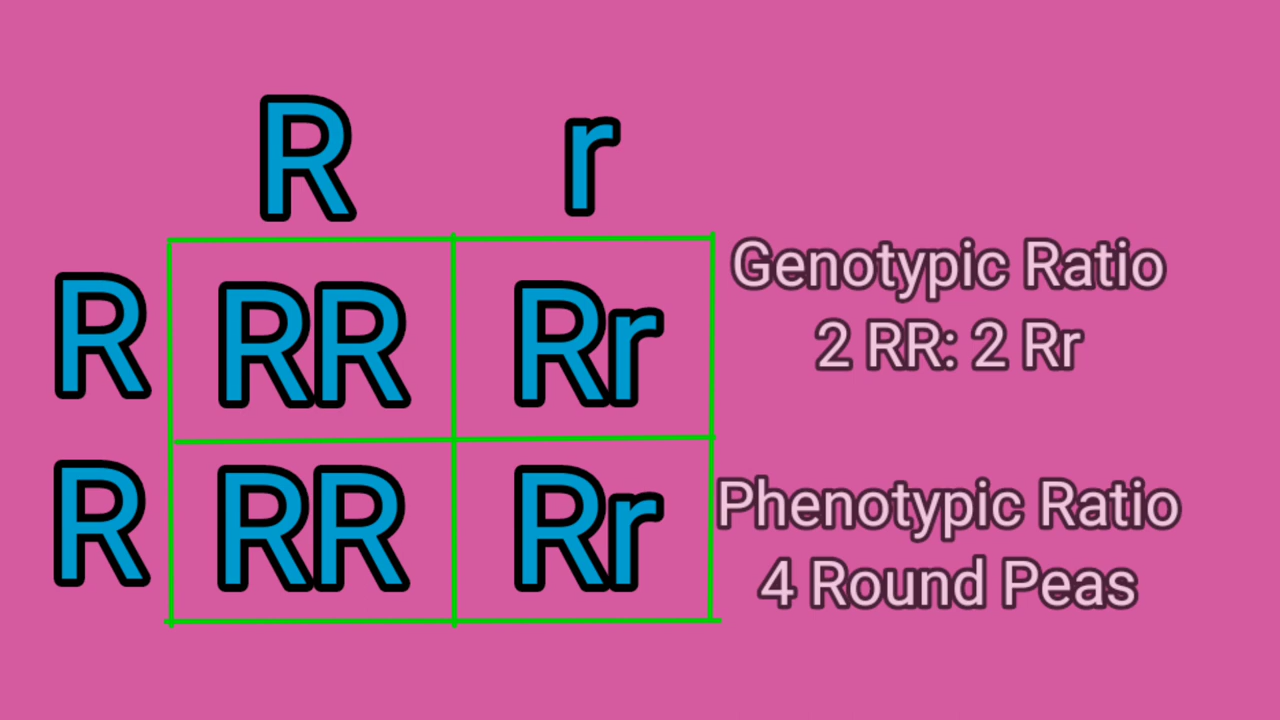 R r
R RR Rr
R RR Rr
Genotypic Ratio
2 RR: 2 Rr
Phenotypic Ratio
4 Round Peas